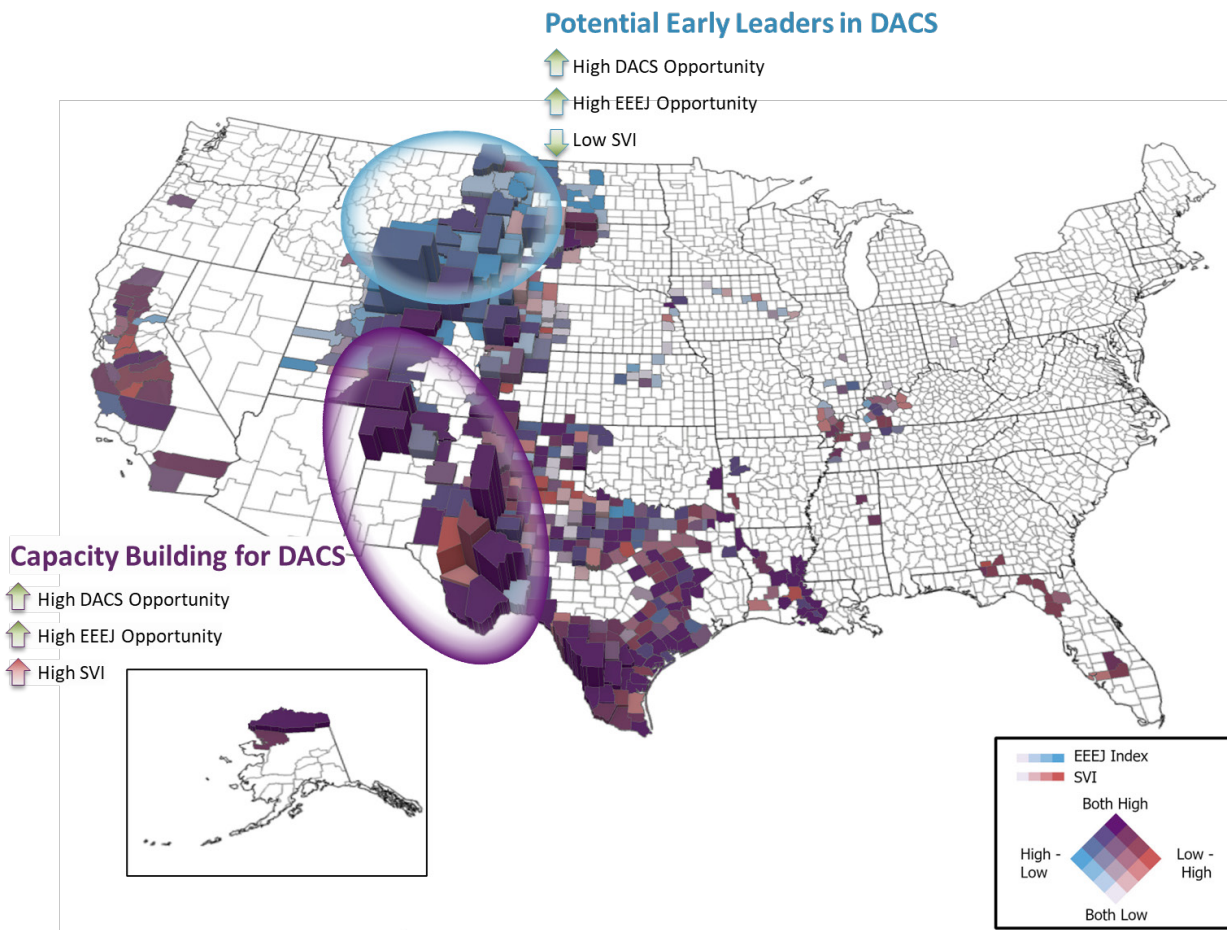 Potential Early Leaders in DACS
High DACS Opportunity
High EEEJ Opportunity
Low SVI
Capacity Building for DACS
High DACS Opportunity
High EEEJ Opportunity
High SVI
EEEJ Index
SVI
Both High
High -
Low
Low -
High
Both Low